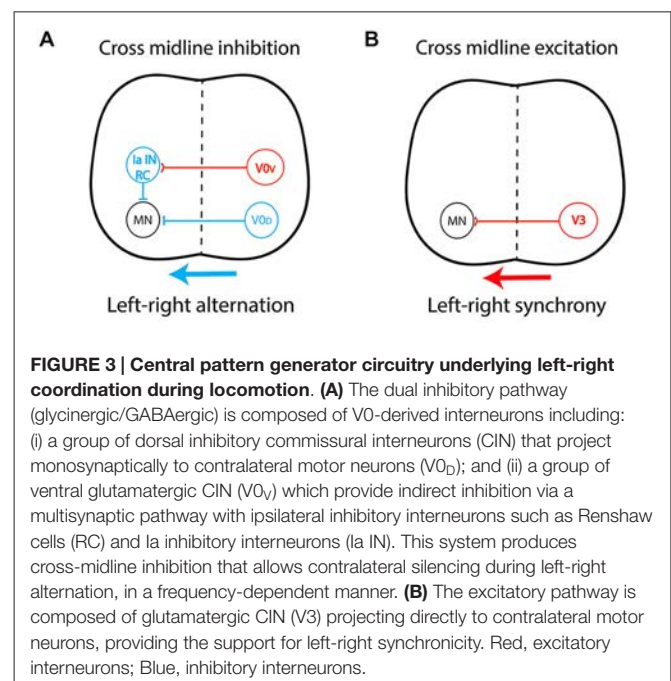 A
Cross midline inhibition
Ia IN
RC
V0V
MN
V0D
Left-right alternation
B
Cross midline excitation
MN
V3
Left-right synchrony
FIGURE 3 | Central pattern generator circuitry underlying left-right
coordination during locomotion. (A) The dual inhibitory pathway
(glycinergic/GABAergic) is composed of V0-derived interneurons including:
(i) a group of dorsal inhibitory commissural interneurons (CIN) that project
monosynaptically to contralateral motor neurons (V0D); and (ii) a group of
ventral glutamatergic CIN (V0V) which provide indirect inhibition via a
multisynaptic pathway with ipsilateral inhibitory interneurons such as Renshaw
cells (RC) and Ia inhibitory interneurons (Ia IN). This system produces
cross-midline inhibition that allows contralateral silencing during left-right
alternation, in a frequency-dependent manner. (B) The excitatory pathway is
composed of glutamatergic CIN (V3) projecting directly to contralateral motor
neurons, providing the support for left-right synchronicity. Red, excitatory
interneurons; Blue, inhibitory interneurons.